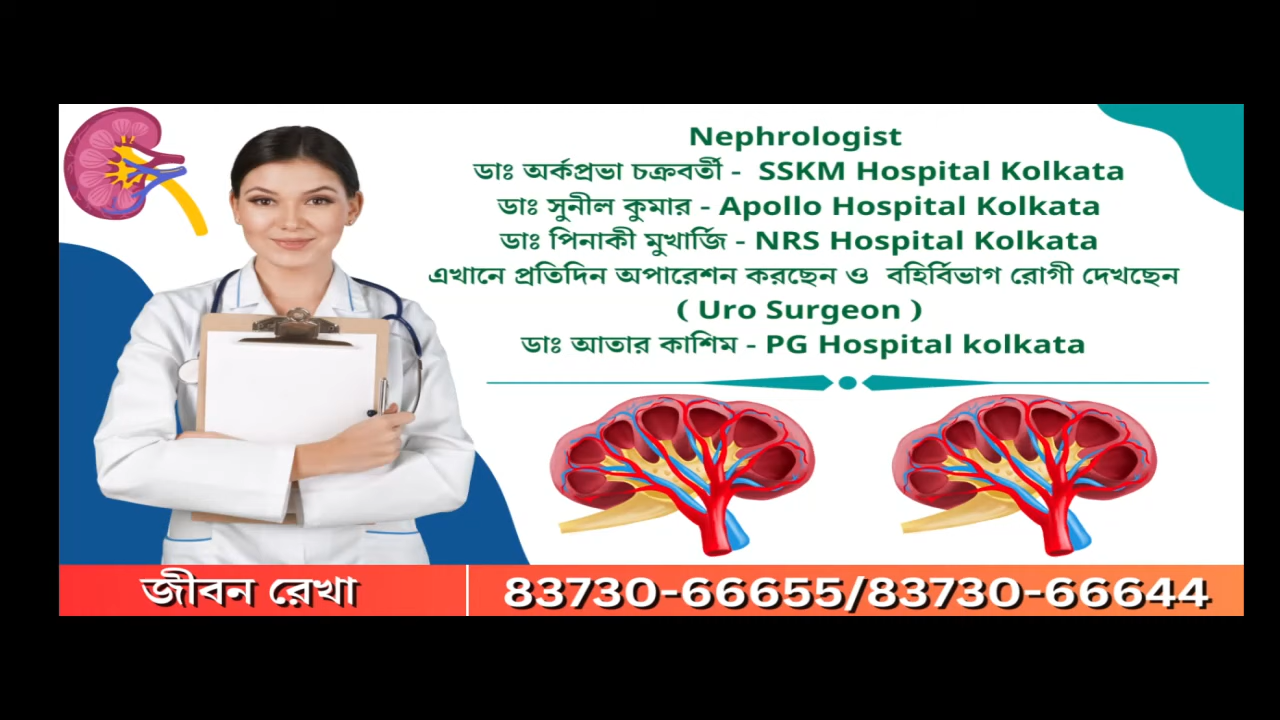 Nephrologist
ডাঃ অর্কপ্রভা চক্রবর্তী - SSKM Hospital Kolkata
ডাঃ সুনীল কুমার - Apollo Hospital Kolkata
ডাঃ পিনাকী মুখার্জি - NRS Hospital Kolkata
এখানে প্রতিদিন অপারেশন করছেন ও বহির্বিভাগ রোগী দেখছেন
( Uro Surgeon )
ডাঃ আতার কাশিম - PG Hospital kolkata
জীবন রেখা
83730-66655/83730-66644